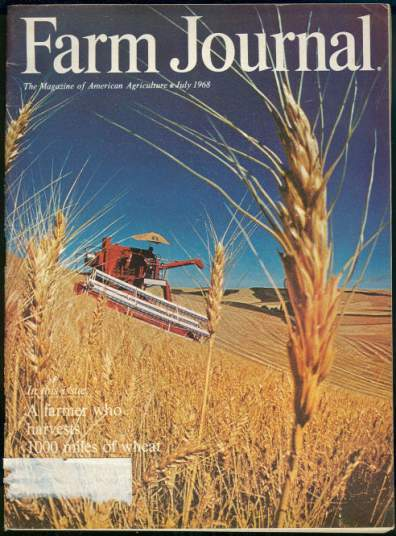 Farm Journal.
The Magazine of American Agriculture • July 1968
In this issue:
A farmer who
harvests
1000 miles of wheat